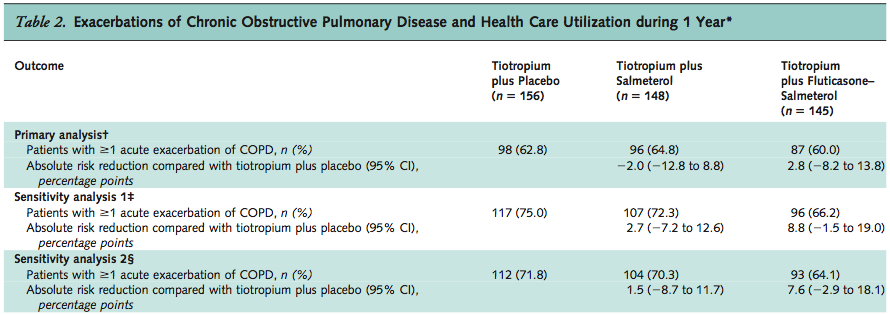 Table 2. Exacerbations of Chronic Obstructive Pulmonary Disease and Health Care Utilization during 1 Year*
Outcome Tiotropium plus Placebo (n = 156) Tiotropium plus Salmeterol (n = 148) Tiotropium plus Fluticasone–Salmeterol (n = 145)
Primary analysis†
Patients with ≥1 acute exacerbation of COPD, n (%) 98 (62.8) 96 (64.8) 87 (60.0)
Absolute risk reduction compared with tiotropium plus placebo (95% CI), −2.0 (−12.8 to 8.8) 2.8 (−8.2 to 13.8)
percentage points
Sensitivity analysis 1‡
Patients with ≥1 acute exacerbation of COPD, n (%) 117 (75.0) 107 (72.3) 96 (66.2)
Absolute risk reduction compared with tiotropium plus placebo (95% CI), 2.7 (−7.2 to 12.6) 8.8 (−1.5 to 19.0)
percentage points
Sensitivity analysis 2§
Patients with ≥1 acute exacerbation of COPD, n (%) 112 (71.8) 104 (70.3) 93 (64.1)
Absolute risk reduction compared with tiotropium plus placebo (95% CI), 1.5 (−8.7 to 11.7) 7.6 (−2.9 to 18.1)
percentage points